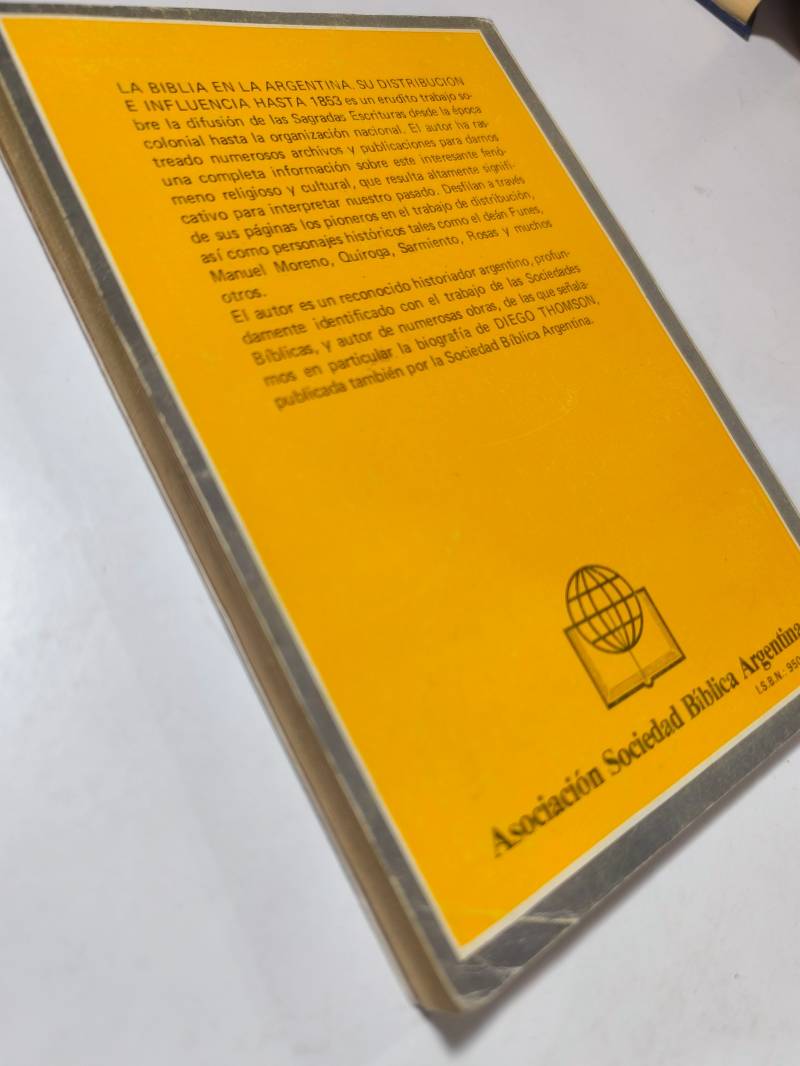 LA BIBLIA EN LA ARGENTINA. SU DISTRIBUCION
E INFLUENCIA HASTA 1853 es un erudito trabajo so-
bre la difusión de las Sagradas Escrituras desde la época
colonial hasta la organización nacional. El autor ha ras-
treado numerosos archivos y publicaciones para darnos
una completa información sobre este interesante fenó-
meno religioso y cultural, que resulta altamente signifi-
cativo para interpretar nuestro pasado. Desfilan a través
de sus páginas los pioneros en el trabajo de distribución,
así como personajes históricos tales como el deán Funes,
Manuel Moreno, Quiroga, Sarmiento, Rosas y muchos
otros.
El autor es un reconocido historiador argentino, profun-
damente identificado con el trabajo de las Sociedades
Bíblicas, y autor de numerosas obras, de las que señala-
mos en particular la biografía de DIEGO THOMSON,
publicada también por la Sociedad Bíblica Argentina.
Asociación Sociedad Bíblica Argentina
I.S.B.N.: 950